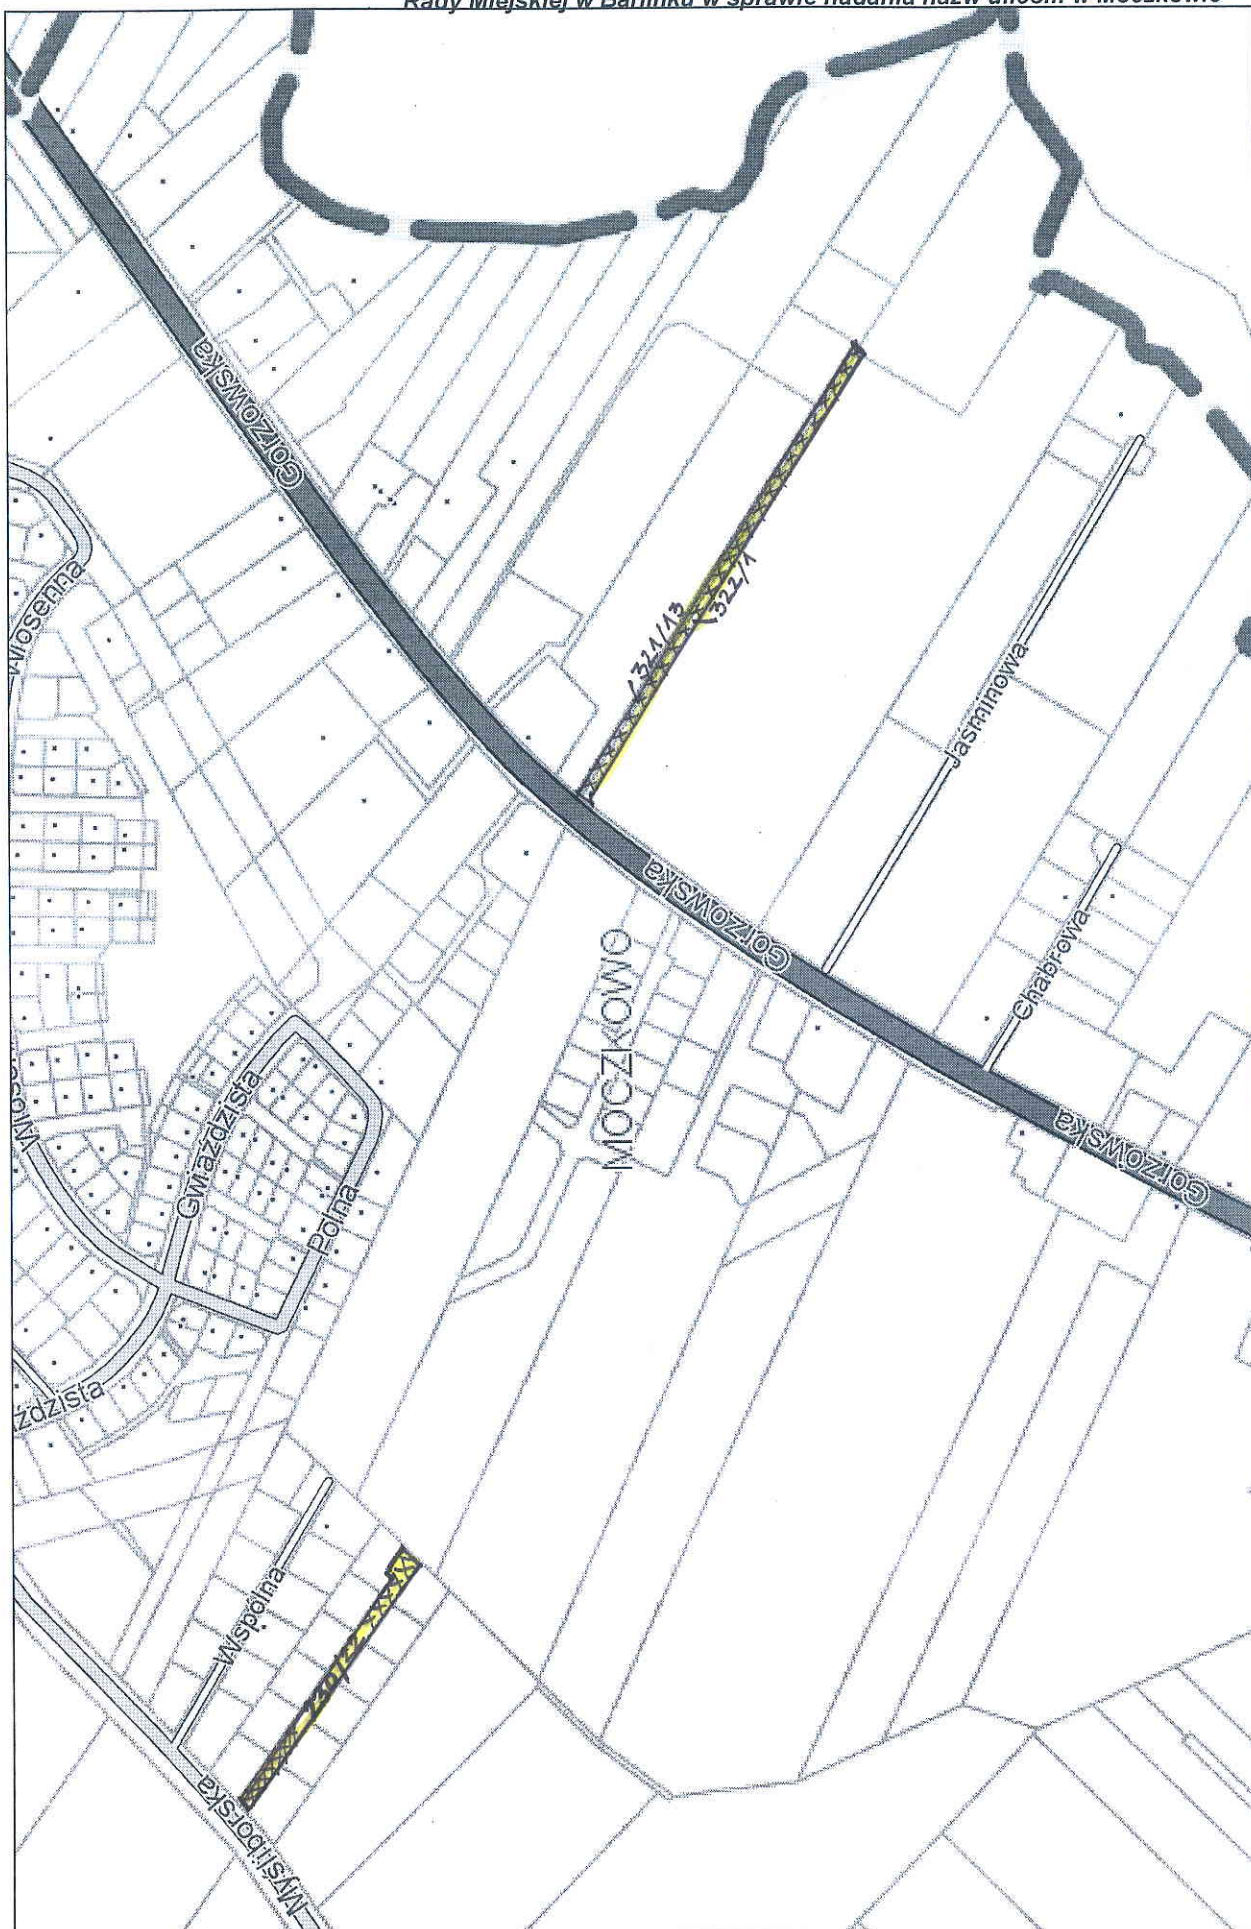 Rady Miejskiej w Barlinku w sprawie nadania nazw ulicom w Moczkowie
Gorzowska
321/13
322/1
Wiosenna
Jaśminowa
Gorzowska
Chabrowa
MOCZKOWO
Gwiaździsta
Polna
Gorzowska
ździsta
Wspólna
Myśliborska